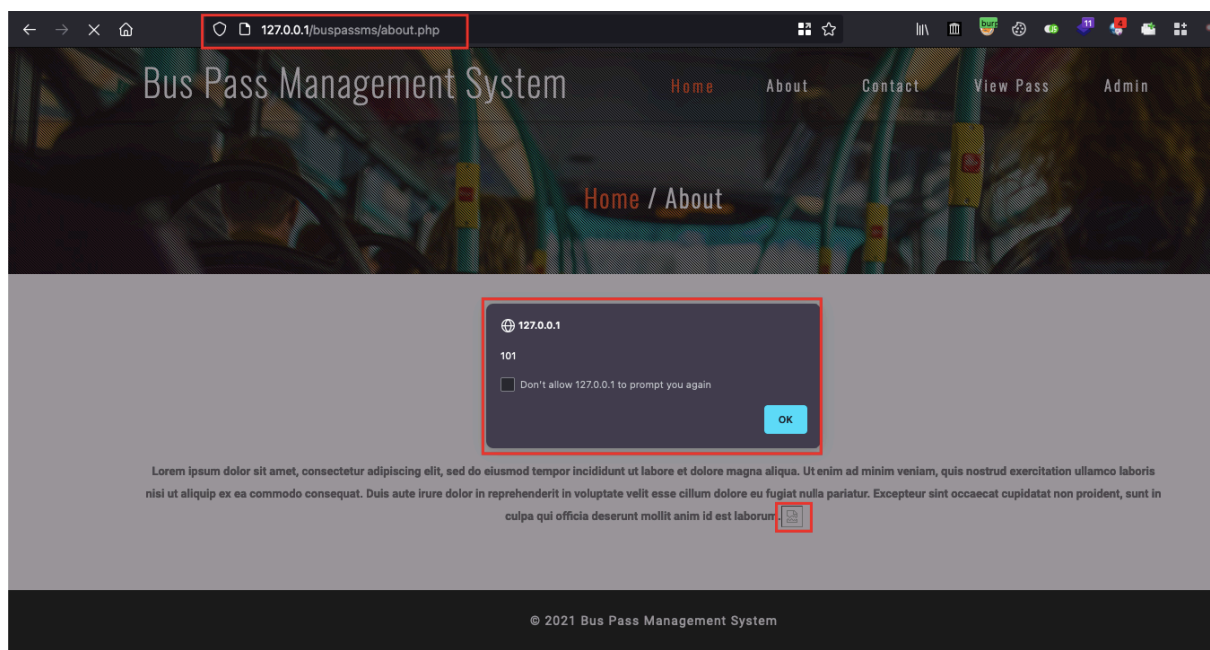 127.0.0.1/buspassms/about.php
Bus Pass Management System
Home
About
Contact
View Pass
Admin
Home / About
127.0.0.1
101
Don't allow 127.0.0.1 to prompt you again
OK
Lorem ipsum dolor sit amet, consectetur adipiscing elit, sed do eiusmod tempor incididunt ut labore et dolore magna aliqua. Ut enim ad minim veniam, quis nostrud exercitation ullamco laboris
nisi ut aliquip ex ea commodo consequat. Duis aute irure dolor in reprehenderit in voluptate velit esse cillum dolore eu fugiat nulla pariatur. Excepteur sint occaecat cupidatat non proident, sunt in
culpa qui officia deserunt mollit anim id est laborum.
© 2021 Bus Pass Management System